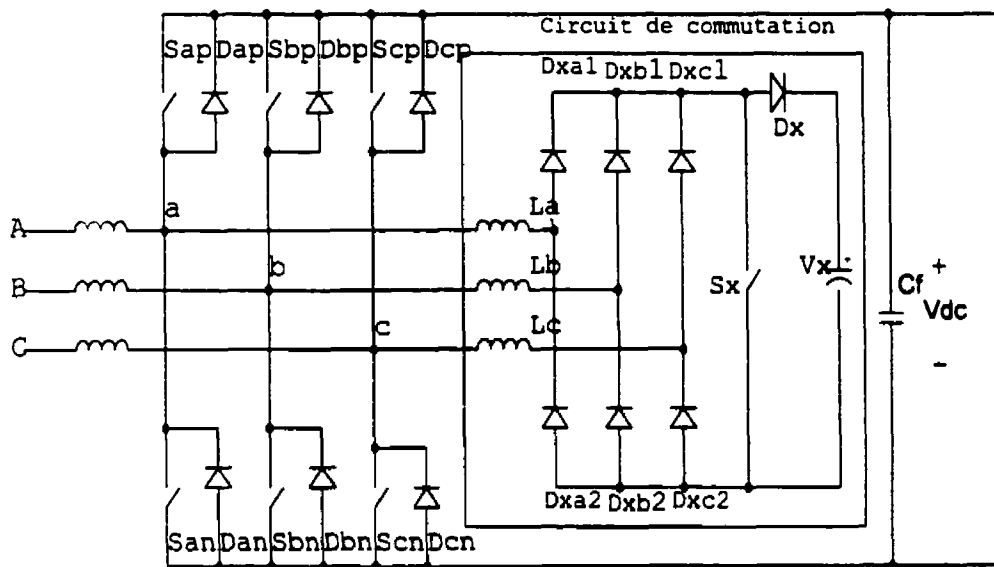 Circuit de commutation
Sap Dap Sbp Dbp Scp Dcp
Dxa1 Dxb1 Dxc1
Dx
a
A
La
b
B
Lb
Sx
Vx
c
C
Lc
Cf
+
Vdc
-
Dxa2 Dxb2 Dxc2
San Dan Sbn Dbn Scn Dcn